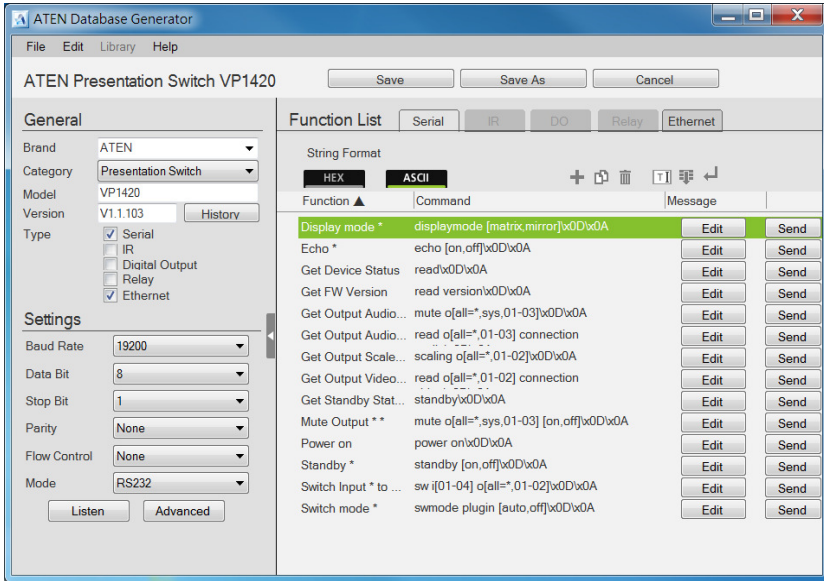 ATEN Database Generator
File Edit Library Help
ATEN Presentation Switch VP1420
Save Save As Cancel
General
Brand ATEN
Category Presentation Switch
Model VP1420
Version V1.1.103 History
Type Serial
IR
Digital Output
Relay
Ethernet
Settings
Baud Rate 19200
Data Bit 8
Stop Bit 1
Parity None
Flow Control None
Mode RS232
Listen Advanced
Function List Serial IR DO Relay Ethernet
String Format
HEX ASCII
Function ▲ Command Message
Display mode * displaymode [matrix,mirror]\x0D\x0A Edit Send
Echo * echo [on,off]\x0D\x0A Edit Send
Get Device Status read\x0D\x0A Edit Send
Get FW Version read version\x0D\x0A Edit Send
Get Output Audio... mute o[all=*,sys,01-03]\x0D\x0A Edit Send
Get Output Audio... read o[all=*,01-03] connection Edit Send
Get Output Scale... scaling o[all=*,01-02]\x0D\x0A Edit Send
Get Output Video... read o[all=*,01-02] connection Edit Send
Get Standby Stat... standby\x0D\x0A Edit Send
Mute Output * * mute o[all=*,sys,01-03] [on,off]\x0D\x0A Edit Send
Power on power on\x0D\x0A Edit Send
Standby * standby [on,off]\x0D\x0A Edit Send
Switch Input * to ... sw i[01-04] o[all=*,01-02]\x0D\x0A Edit Send
Switch mode * swmode plugin [auto,off]\x0D\x0A Edit Send